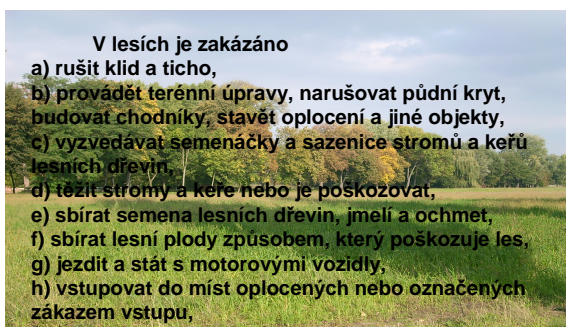 V lesích je zakázáno
a) rušit klid a ticho,
b) provádět terénní úpravy, narušovat půdní kryt,
budovat chodníky, stavět oplocení a jiné objekty,
c) vyzvedávat semenáčky a sazenice stromů a keřů
lesních dřevin,
d) těžit stromy a keře nebo je poškozovat,
e) sbírat semena lesních dřevin, jmelí a ochmet,
f) sbírat lesní plody způsobem, který poškozuje les,
g) jezdit a stát s motorovými vozidly,
h) vstupovat do míst oplocených nebo označených
zákazem vstupu,